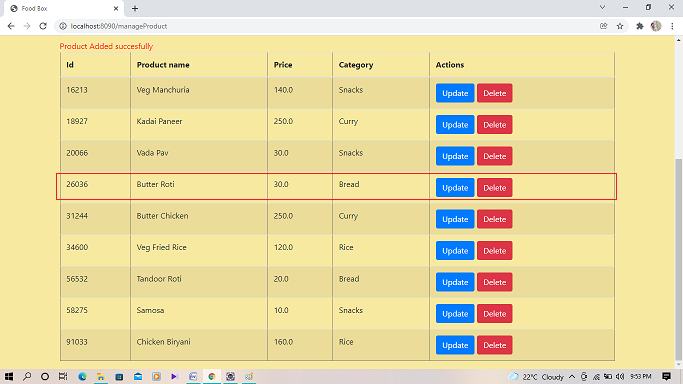 Food Box
localhost:8090/manageProduct
Product Added succesfully
Id Product name Price Category Actions
16213 Veg Manchuria 140.0 Snacks Update Delete
18927 Kadai Paneer 250.0 Curry Update Delete
20066 Vada Pav 30.0 Snacks Update Delete
26036 Butter Roti 30.0 Bread Update Delete
31244 Butter Chicken 250.0 Curry Update Delete
34600 Veg Fried Rice 120.0 Rice Update Delete
56532 Tandoor Roti 20.0 Bread Update Delete
58275 Samosa 10.0 Snacks Update Delete
91033 Chicken Biryani 160.0 Rice Update Delete
22°C Cloudy 9:53 PM